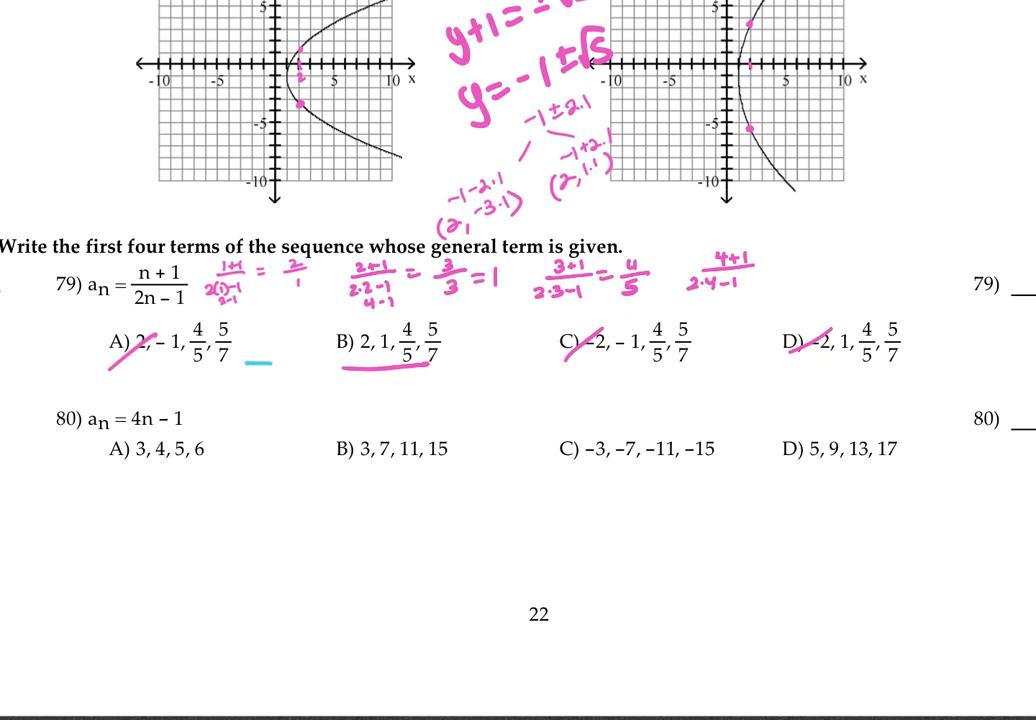 5
5
y+1 = ±
-10 -5 5 10 x
2
-10 -5 5 10 x
y = -1 ± √5
-5
-5
-1 ± 2.1
-1+2.1
(2, 1.1)
-10
-10
-1-2.1
(2, -3.1)
Write the first four terms of the sequence whose general term is given.
79) an = n + 1 / 2n – 1
1+1 / 2(1)-1 = 2/1
2-1
2+1 / 2·2-1 = 3/3 = 1
4-1
3+1 / 2·3-1 = 4/5
4+1 / 2·4-1
79)
A) 2, – 1, 4/5, 5/7
B) 2, 1, 4/5, 5/7
C) –2, – 1, 4/5, 5/7
D) –2, 1, 4/5, 5/7
80) an = 4n – 1
80)
A) 3, 4, 5, 6
B) 3, 7, 11, 15
C) –3, –7, –11, –15
D) 5, 9, 13, 17
22